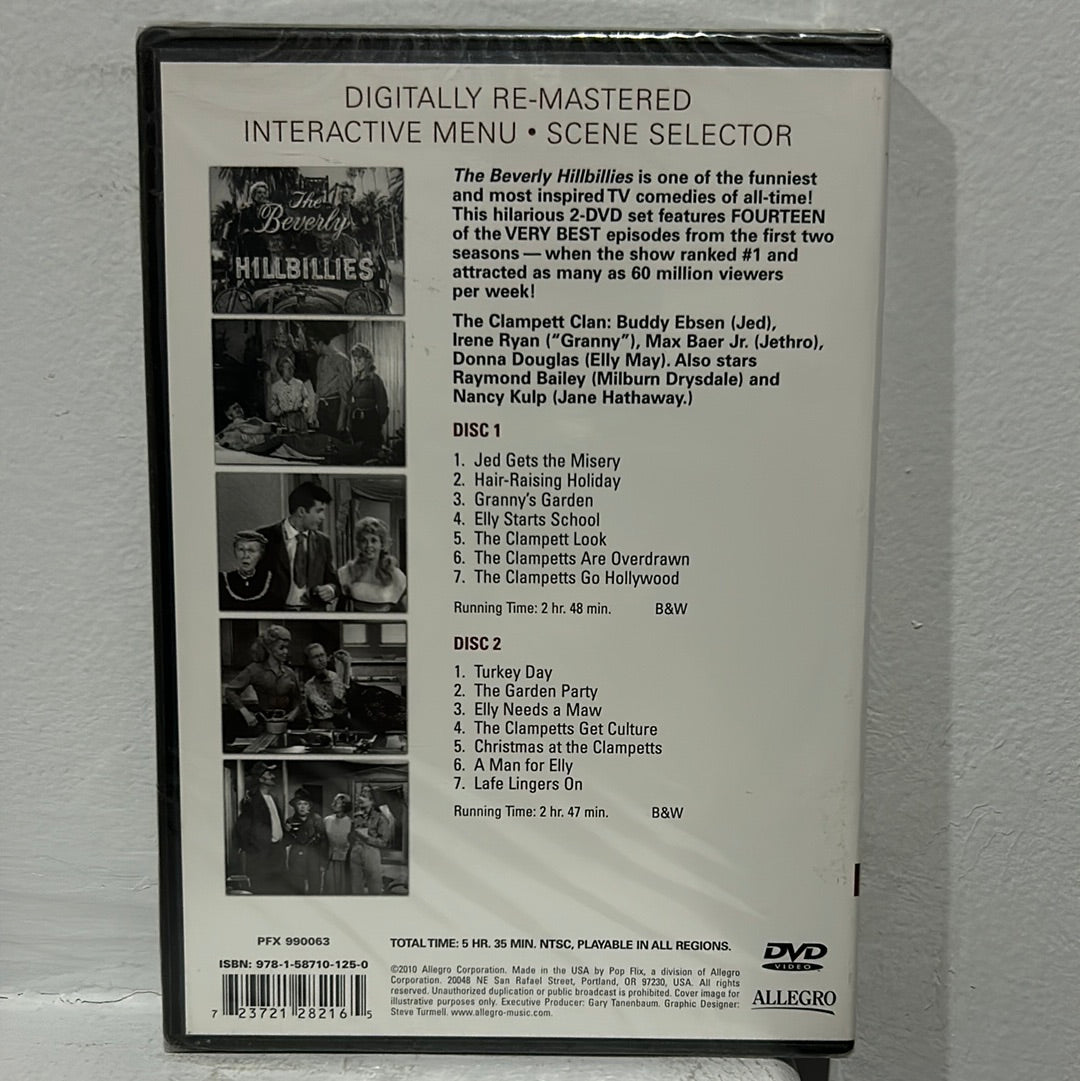 DIGITALLY RE-MASTERED
INTERACTIVE MENU • SCENE SELECTOR
The Beverly
HILLBILLIES
The Beverly Hillbillies is one of the funniest
and most inspired TV comedies of all-time!
This hilarious 2-DVD set features FOURTEEN
of the VERY BEST episodes from the first two
seasons — when the show ranked #1 and
attracted as many as 60 million viewers
per week!
The Clampett Clan: Buddy Ebsen (Jed),
Irene Ryan (“Granny”), Max Baer Jr. (Jethro),
Donna Douglas (Elly May). Also stars
Raymond Bailey (Milburn Drysdale) and
Nancy Kulp (Jane Hathaway.)
DISC 1
1. Jed Gets the Misery
2. Hair-Raising Holiday
3. Granny's Garden
4. Elly Starts School
5. The Clampett Look
6. The Clampetts Are Overdrawn
7. The Clampetts Go Hollywood
Running Time: 2 hr. 48 min. B&W
DISC 2
1. Turkey Day
2. The Garden Party
3. Elly Needs a Maw
4. The Clampetts Get Culture
5. Christmas at the Clampetts
6. A Man for Elly
7. Lafe Lingers On
Running Time: 2 hr. 47 min. B&W
PFX 990063
ISBN: 978-1-58710-125-0
7 23721 28216 5
TOTAL TIME: 5 HR. 35 MIN. NTSC, PLAYABLE IN ALL REGIONS.
©2010 Allegro Corporation. Made in the USA by Pop Flix, a division of Allegro
Corporation. 20048 NE San Rafael Street, Portland, OR 97230, USA. All rights
reserved. Unauthorized duplication or public broadcast is prohibited. Cover image for
illustrative purposes only. Executive Producer: Gary Tanenbaum. Graphic Designer:
Steve Turmell. www.allegro-music.com.
DVD
VIDEO
ALLEGRO